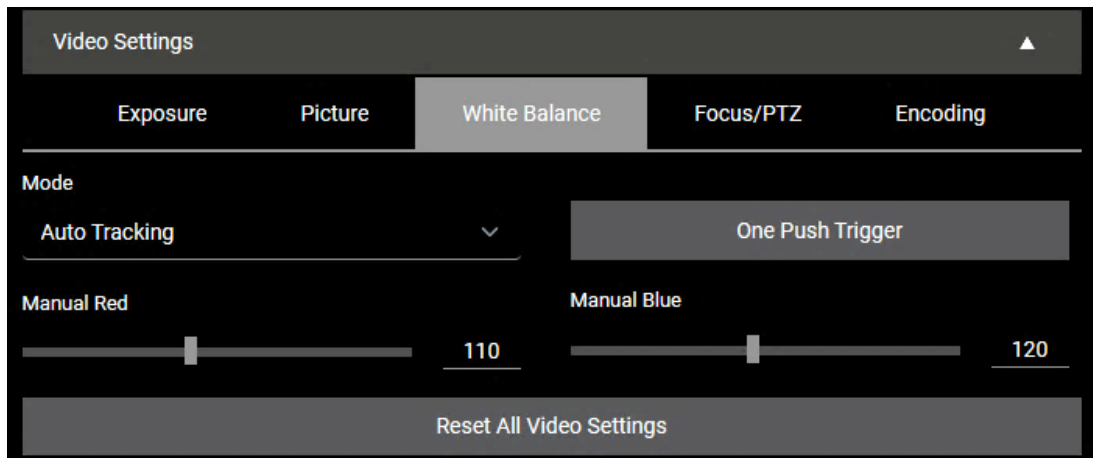 Video Settings
Exposure Picture White Balance Focus/PTZ Encoding
Mode
Auto Tracking One Push Trigger
Manual Red Manual Blue
110 120
Reset All Video Settings